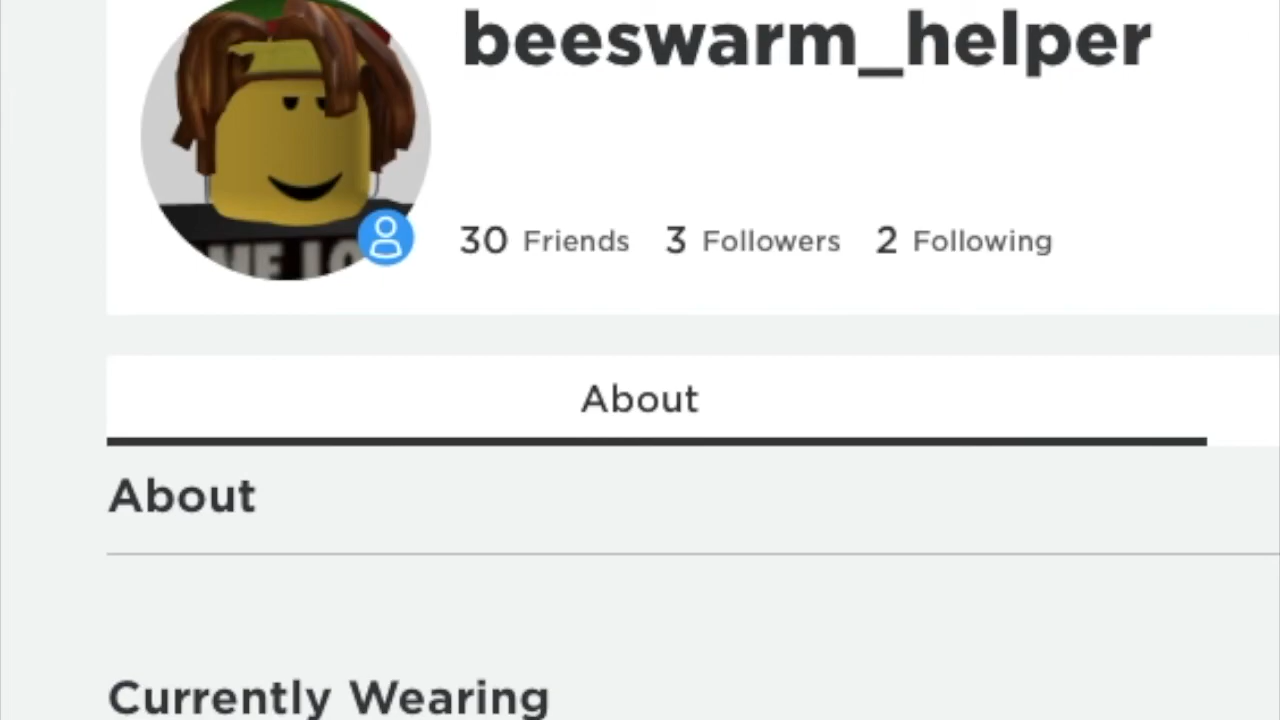 beeswarm_helper
30 Friends 3 Followers 2 Following
About
About
Currently Wearing